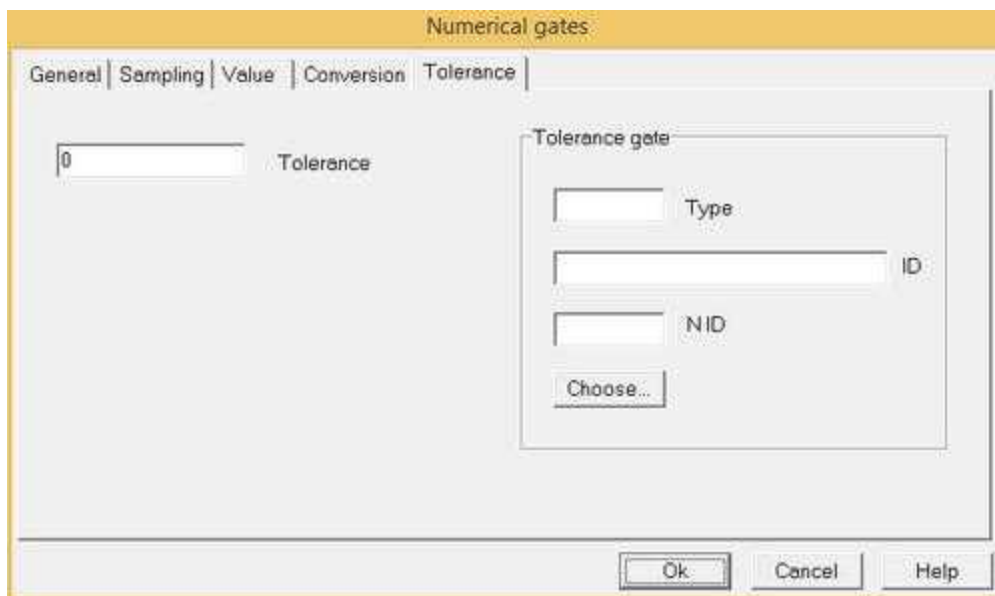 Numerical gates
General Sampling Value Conversion Tolerance
0 Tolerance
Tolerance gate
Type
ID
N ID
Choose...
Ok Cancel Help